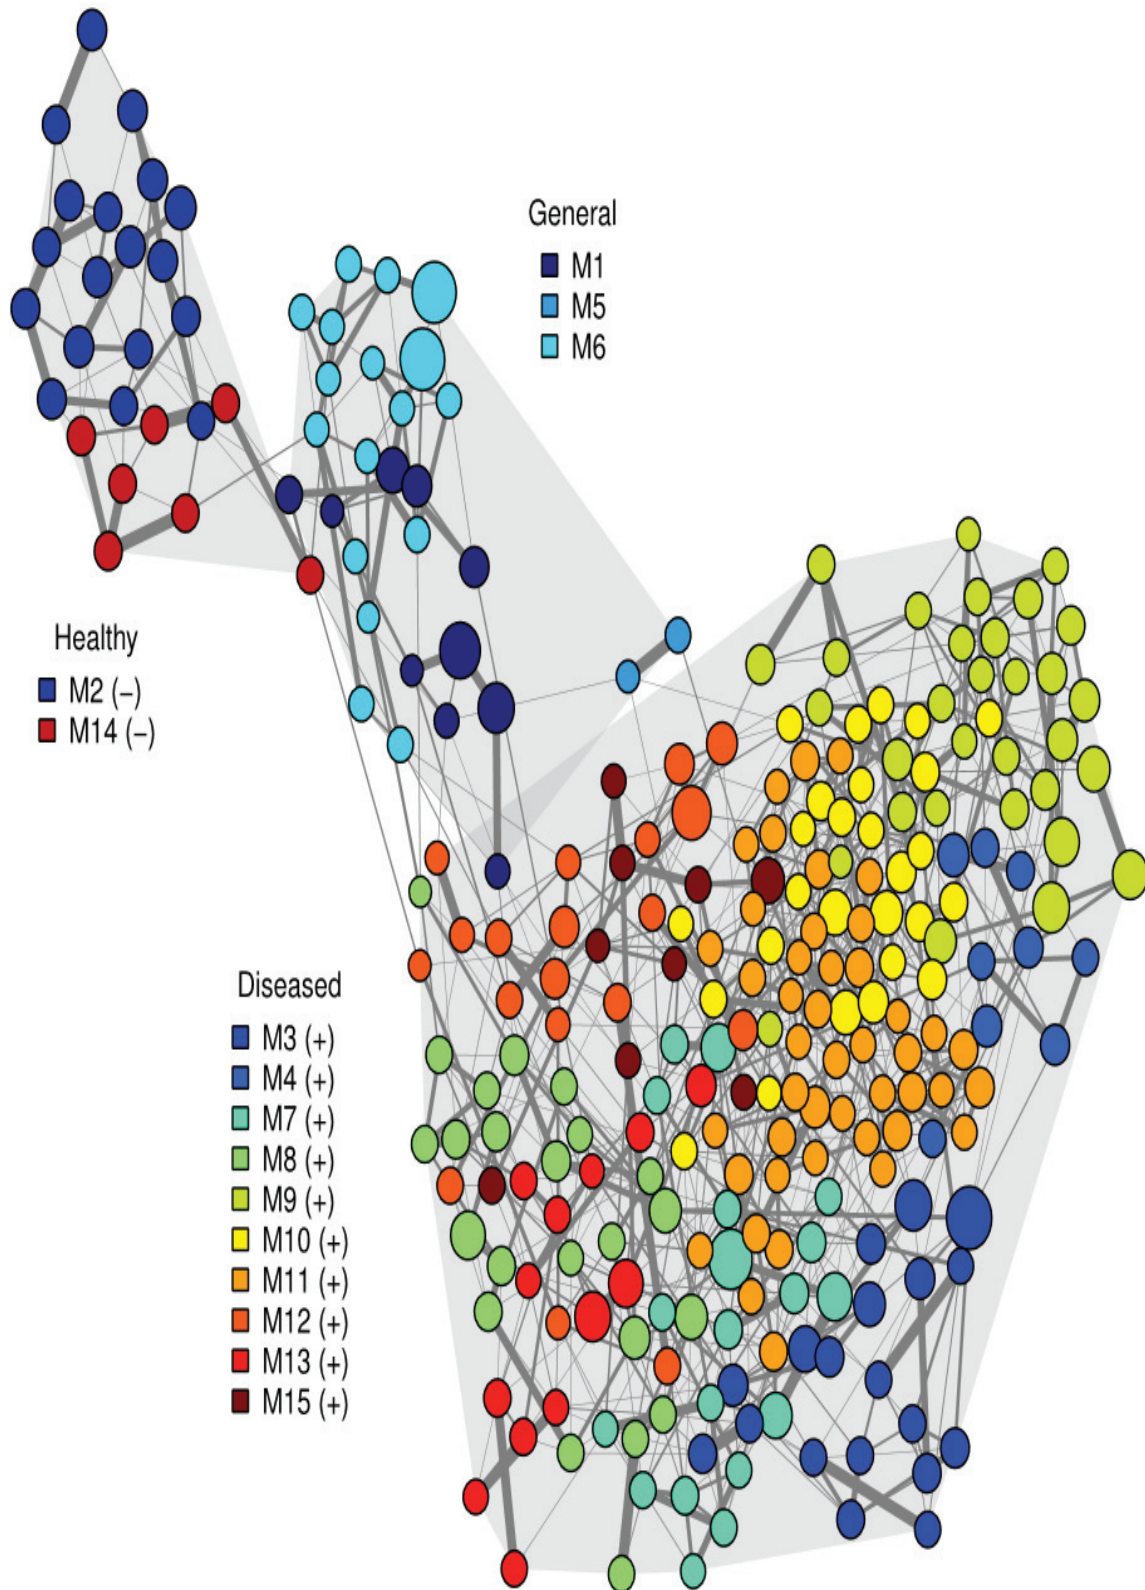 General
M1
M5
M6
Healthy
M2 (−)
M14 (−)
Diseased
M3 (+)
M4 (+)
M7 (+)
M8 (+)
M9 (+)
M10 (+)
M11 (+)
M12 (+)
M13 (+)
M15 (+)